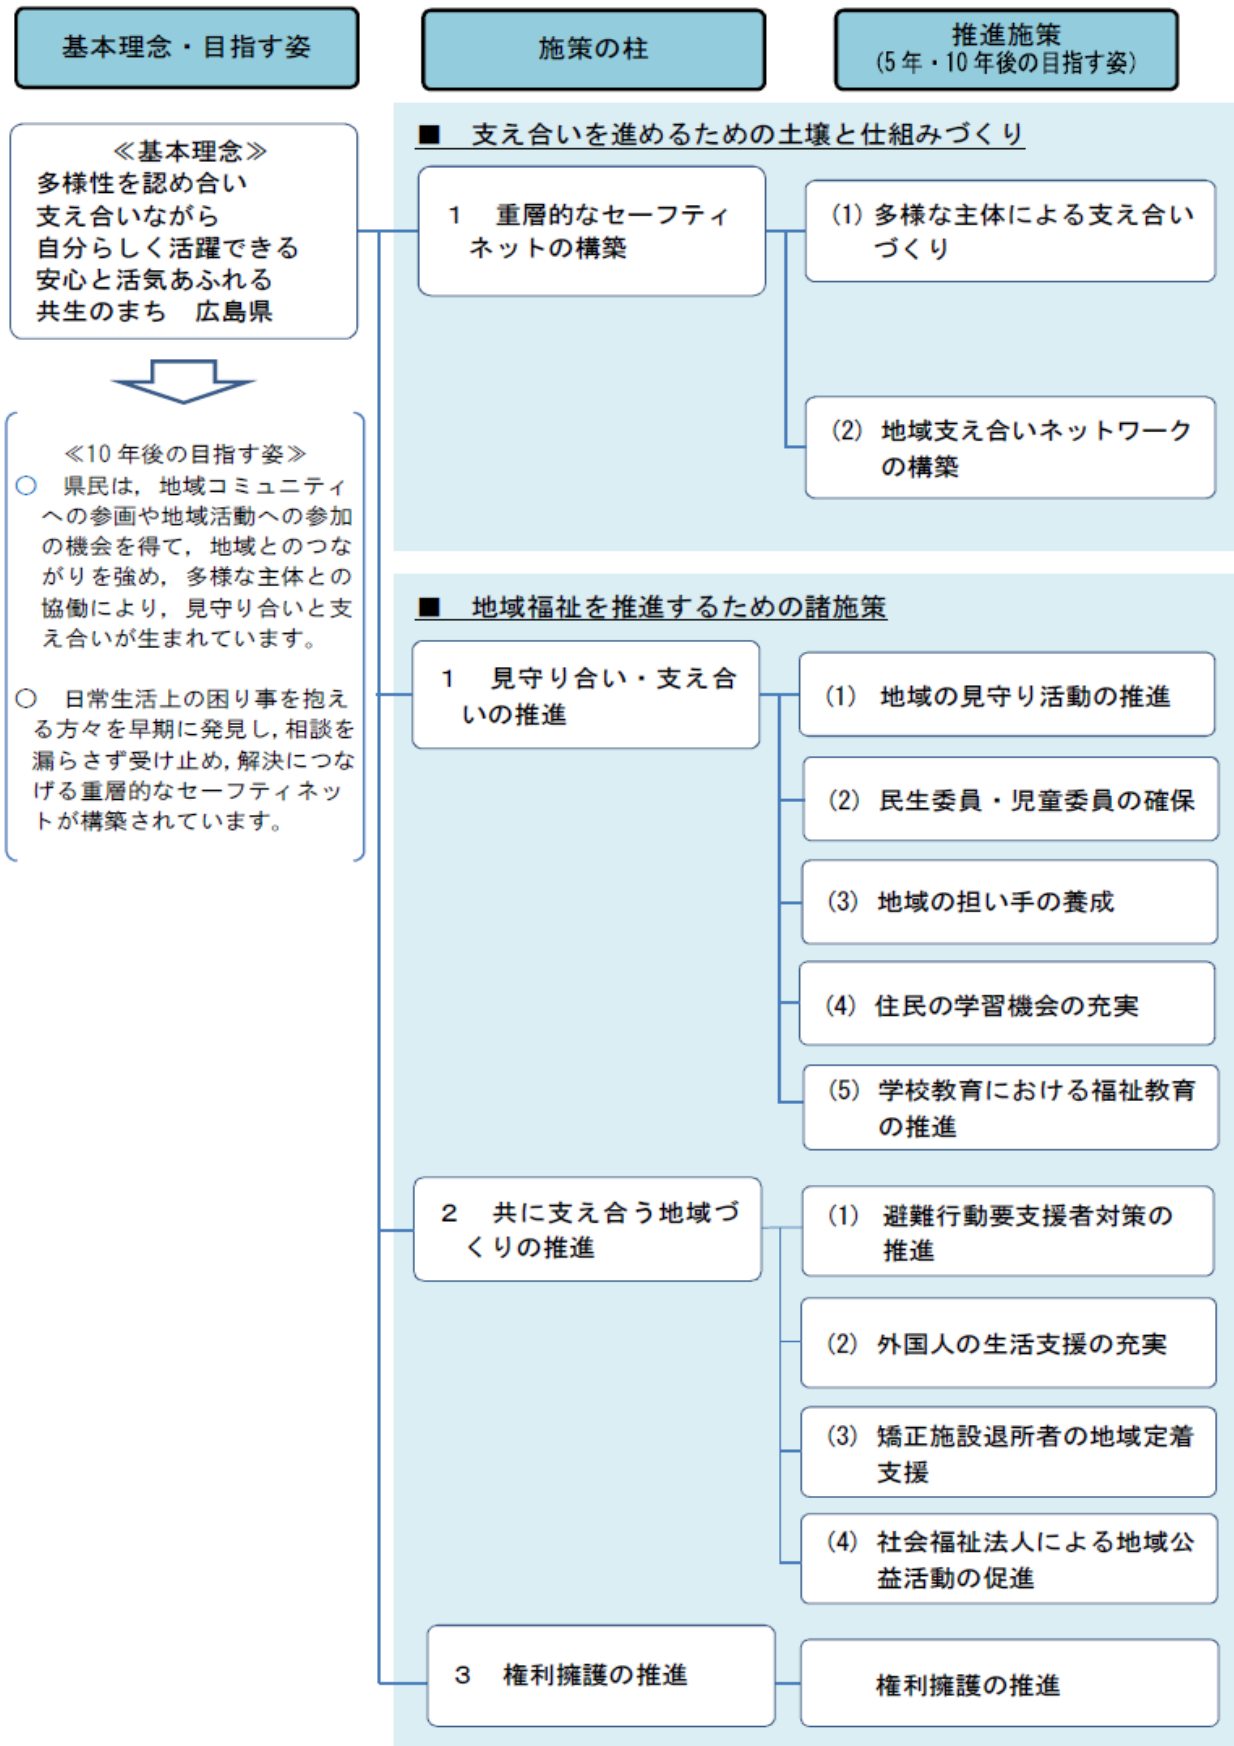 基本理念・目指す姿
施策の柱
推進施策
(5年・10年後の目指す姿)
≪基本理念≫
多様性を認め合い
支え合いながら
自分らしく活躍できる
安心と活気あふれる
共生のまち　広島県
≪10年後の目指す姿≫
○　県民は，地域コミュニティ
への参画や地域活動への参加
の機会を得て，地域とのつな
がりを強め，多様な主体との
協働により，見守り合いと支
え合いが生まれています。
○　日常生活上の困り事を抱え
る方々を早期に発見し，相談を
漏らさず受け止め，解決につな
げる重層的なセーフティネッ
トが構築されています。
■　支え合いを進めるための土壌と仕組みづくり
１　重層的なセーフティ
ネットの構築
(1) 多様な主体による支え合い
づくり
(2) 地域支え合いネットワーク
の構築
■　地域福祉を推進するための諸施策
１　見守り合い・支え合
いの推進
(1) 地域の見守り活動の推進
(2) 民生委員・児童委員の確保
(3) 地域の担い手の養成
(4) 住民の学習機会の充実
(5) 学校教育における福祉教育
の推進
２　共に支え合う地域づ
くりの推進
(1) 避難行動要支援者対策の
推進
(2) 外国人の生活支援の充実
(3) 矯正施設退所者の地域定着
支援
(4) 社会福祉法人による地域公
益活動の促進
３　権利擁護の推進
権利擁護の推進